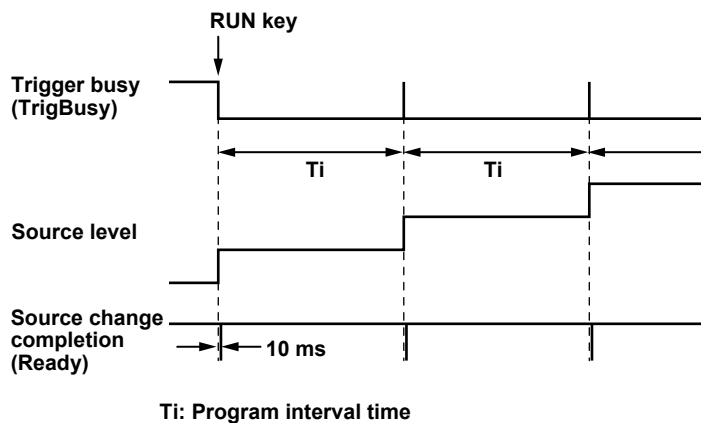 RUN key
Trigger busy
(TrigBusy)
Ti
Ti
Source level
Source change
completion
(Ready)
10 ms
Ti: Program interval time